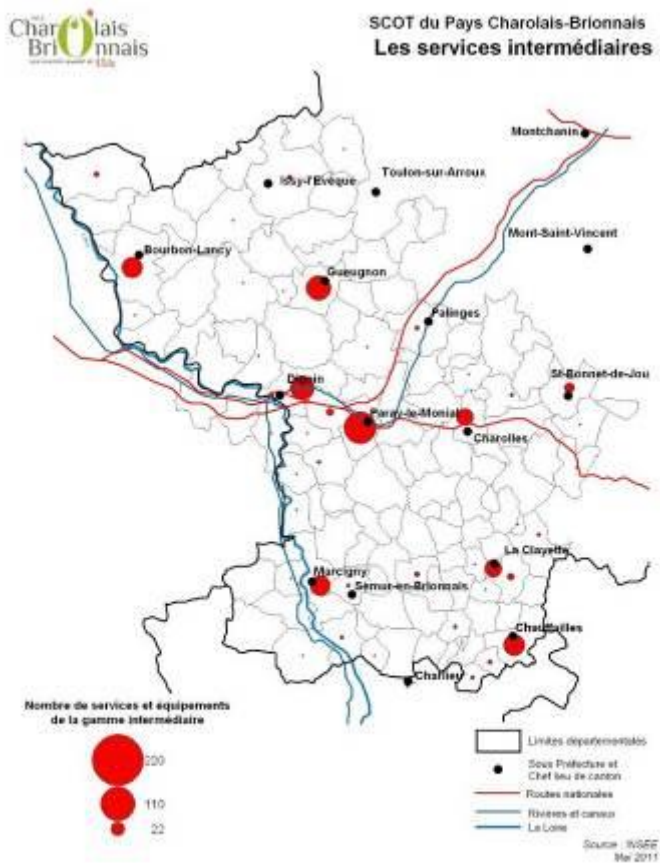 Charolais
Brionnais
SCOT du Pays Charolais-Brionnais
Les services intermédiaires
Montchanin
Issy-l'Evêque
Toulon-sur-Arroux
Mont-Saint-Vincent
Bourbon-Lancy
Gueugnon
Palinges
St-Bonnet-de-Jou
Digoin
Paray-le-Monial
Charolles
La Clayette
Marcigny
Semur-en-Brionnais
Chauffailles
Charlieu
Nombre de services et équipements
de la gamme intermédiaire
220
110
22
Limites départementales
Sous Préfecture et
Chef lieu de canton
Routes nationales
Rivières et canaux
La Loire
Source : INSEE
Mai 2011